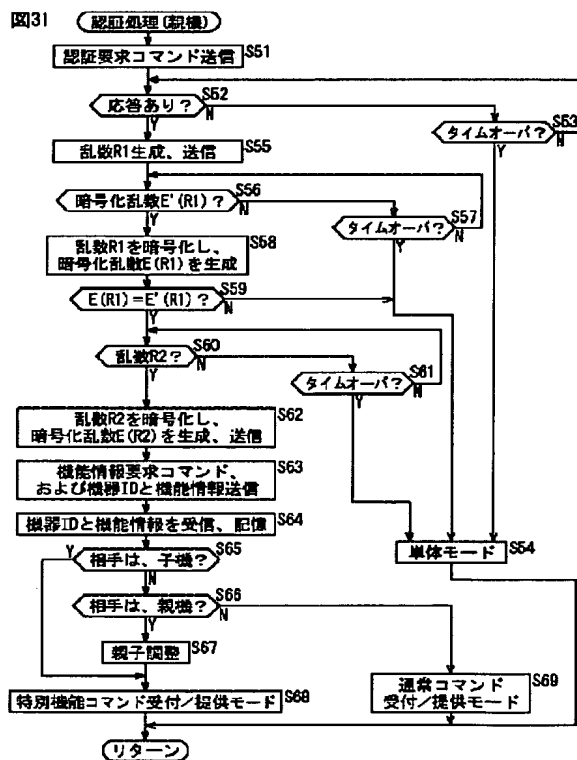 図31
認証処理(親機)
認証要求コマンド送信
S51
応答あり?
S52
Y
N
タイムオーバ?
S53
Y
N
乱数R1生成、送信
S55
暗号化乱数E'(R1)?
S56
Y
N
タイムオーバ?
S57
Y
N
乱数R1を暗号化し、
暗号化乱数E(R1)を生成
S58
E(R1)=E'(R1)?
S59
Y
N
乱数R2?
S60
Y
N
タイムオーバ?
S61
Y
N
乱数R2を暗号化し、
暗号化乱数E(R2)を生成、送信
S62
機能情報要求コマンド、
および機器IDと機能情報送信
S63
機器IDと機能情報を受信、記憶
S64
単体モード
S54
相手は、子機?
S65
Y
N
相手は、親機?
S66
Y
N
親子調整
S67
特別機能コマンド受付/提供モード
S68
通常コマンド
受付/提供モード
S69
リターン